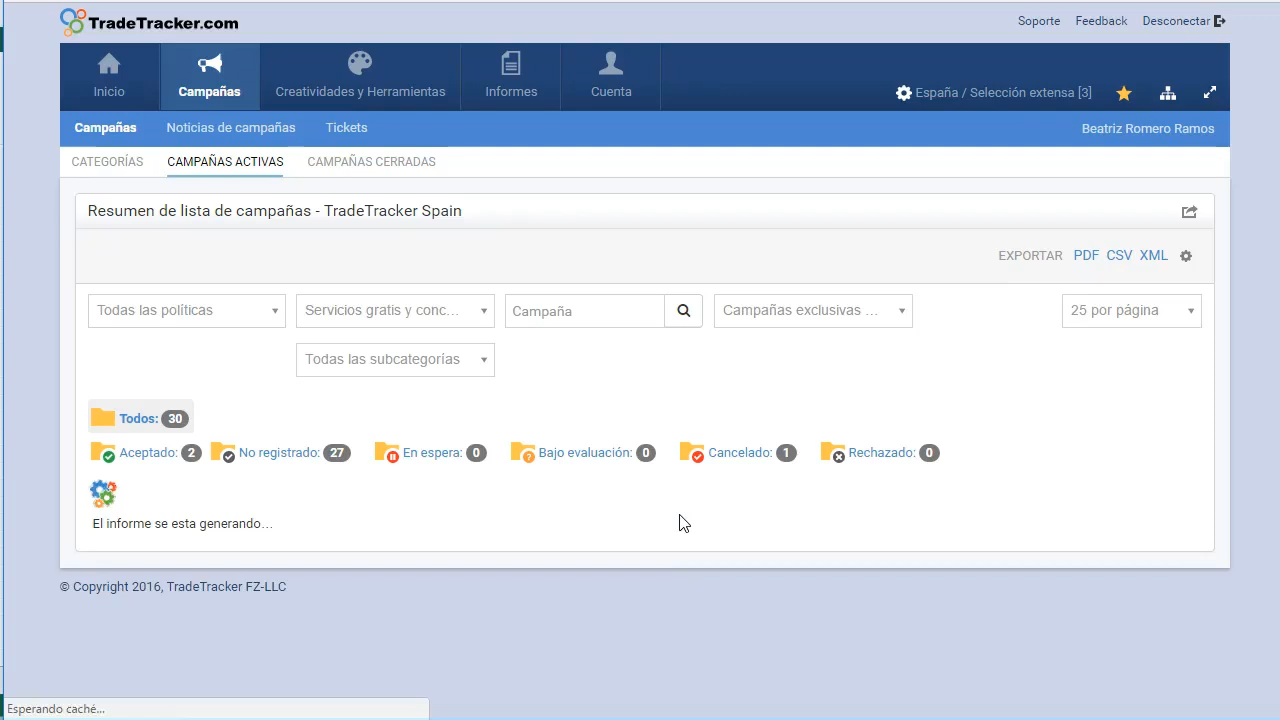 TradeTracker.com
Soporte Feedback Desconectar
Inicio Campañas Creatividades y Herramientas Informes Cuenta
España / Selección extensa [3]
Campañas Noticias de campañas Tickets
Beatriz Romero Ramos
CATEGORÍAS CAMPAÑAS ACTIVAS CAMPAÑAS CERRADAS
Resumen de lista de campañas - TradeTracker Spain
EXPORTAR PDF CSV XML
Todas las políticas Servicios gratis y conc... Campaña Campañas exclusivas ... 25 por página
Todas las subcategorías
Todos: 30
Aceptado: 2 No registrado: 27 En espera: 0 Bajo evaluación: 0 Cancelado: 1 Rechazado: 0
El informe se esta generando...
© Copyright 2016, TradeTracker FZ-LLC
Esperando caché...